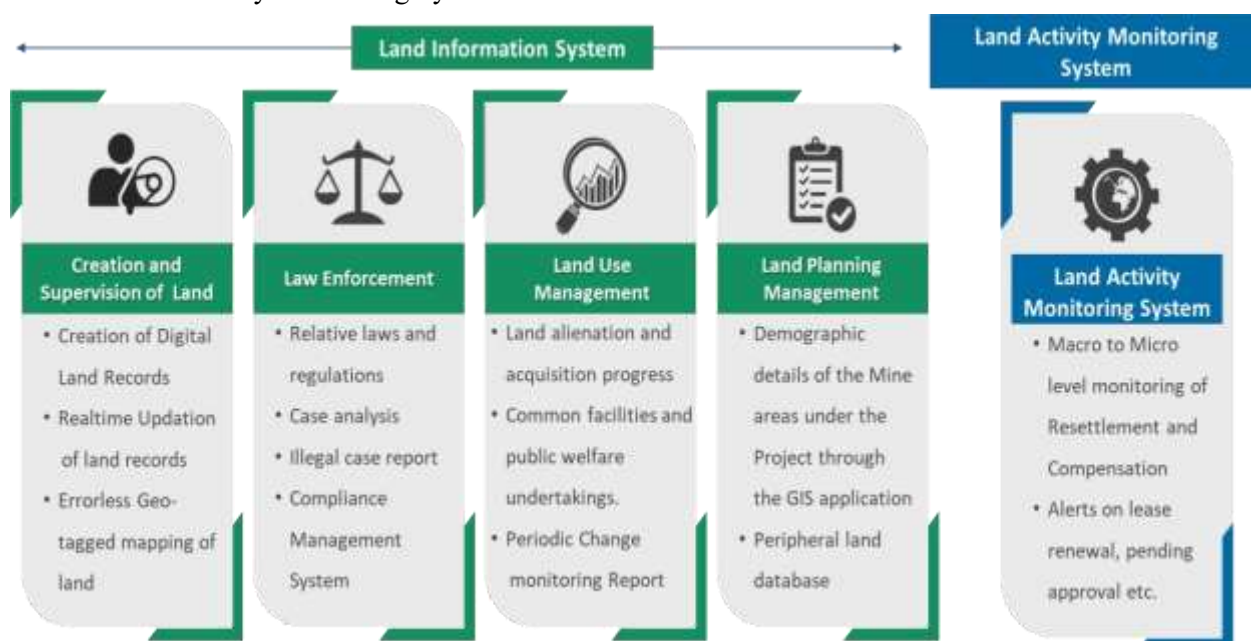 Land Information System
Land Activity Monitoring
System
Creation and
Supervision of Land
• Creation of Digital
Land Records
• Realtime Updation
of land records
• Errorless Geo-
tagged mapping of
land
Law Enforcement
• Relative laws and
regulations
• Case analysis
• Illegal case report
• Compliance
Management
System
Land Use
Management
• Land alienation and
acquisition progress
• Common facilities and
public welfare
undertakings.
• Periodic Change
monitoring Report
Land Planning
Management
• Demographic
details of the Mine
areas under the
Project through
the GIS application
• Peripheral land
database
Land Activity
Monitoring System
• Macro to Micro
level monitoring of
Resettlement and
Compensation
• Alerts on lease
renewal, pending
approval etc.